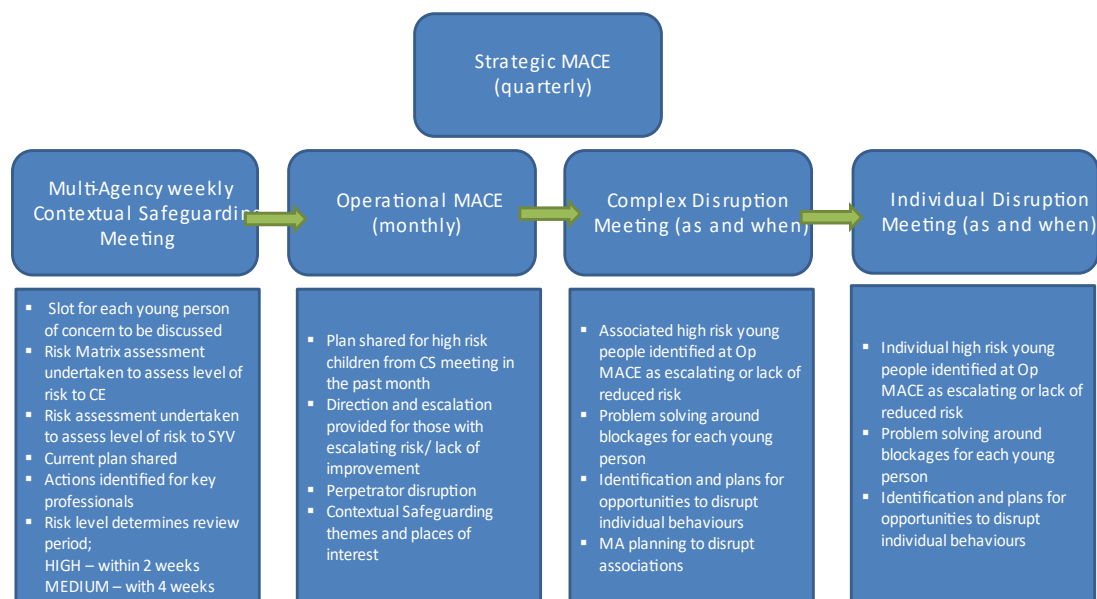 Strategic MACE
(quarterly)
Multi-Agency weekly
Contextual Safeguarding
Meeting
Operational MACE
(monthly)
Complex Disruption
Meeting (as and when)
Individual Disruption
Meeting (as and when)
▪ Slot for each young person
of concern to be discussed
▪ Risk Matrix assessment
undertaken to assess level of
risk to CE
▪ Risk assessment undertaken
to assess level of risk to SYV
▪ Current plan shared
▪ Actions identified for key
professionals
▪ Risk level determines review
period;
HIGH – within 2 weeks
MEDIUM – with 4 weeks
▪ Plan shared for high risk
children from CS meeting in
the past month
▪ Direction and escalation
provided for those with
escalating risk/ lack of
improvement
▪ Perpetrator disruption
▪ Contextual Safeguarding
themes and places of
interest
▪ Associated high risk young
people identified at Op
MACE as escalating or lack of
reduced risk
▪ Problem solving around
blockages for each young
person
▪ Identification and plans for
opportunities to disrupt
individual behaviours
▪ MA planning to disrupt
associations
▪ Individual high risk young
people identified at Op
MACE as escalating or lack of
reduced risk
▪ Problem solving around
blockages for each young
person
▪ Identification and plans for
opportunities to disrupt
individual behaviours